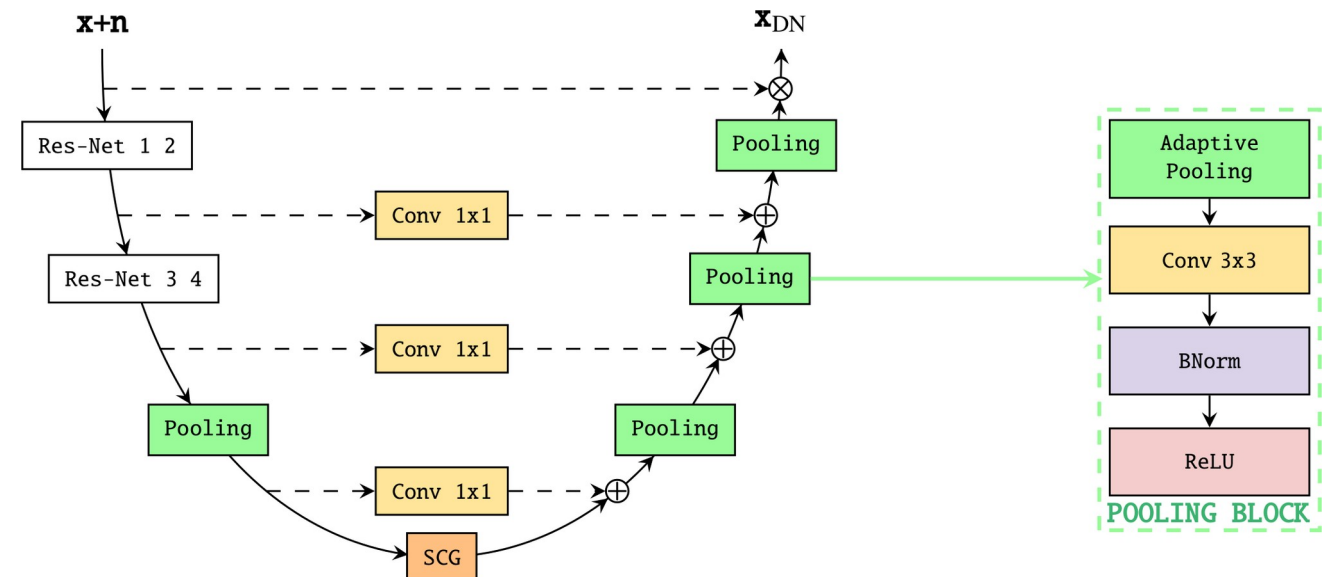 x+n
x_DN
Res-Net 1 2
Pooling
Conv 1x1
Res-Net 3 4
Pooling
Conv 1x1
Pooling
Pooling
Conv 1x1
SCG
Adaptive
Pooling
Conv 3x3
BNorm
ReLU
POOLING BLOCK